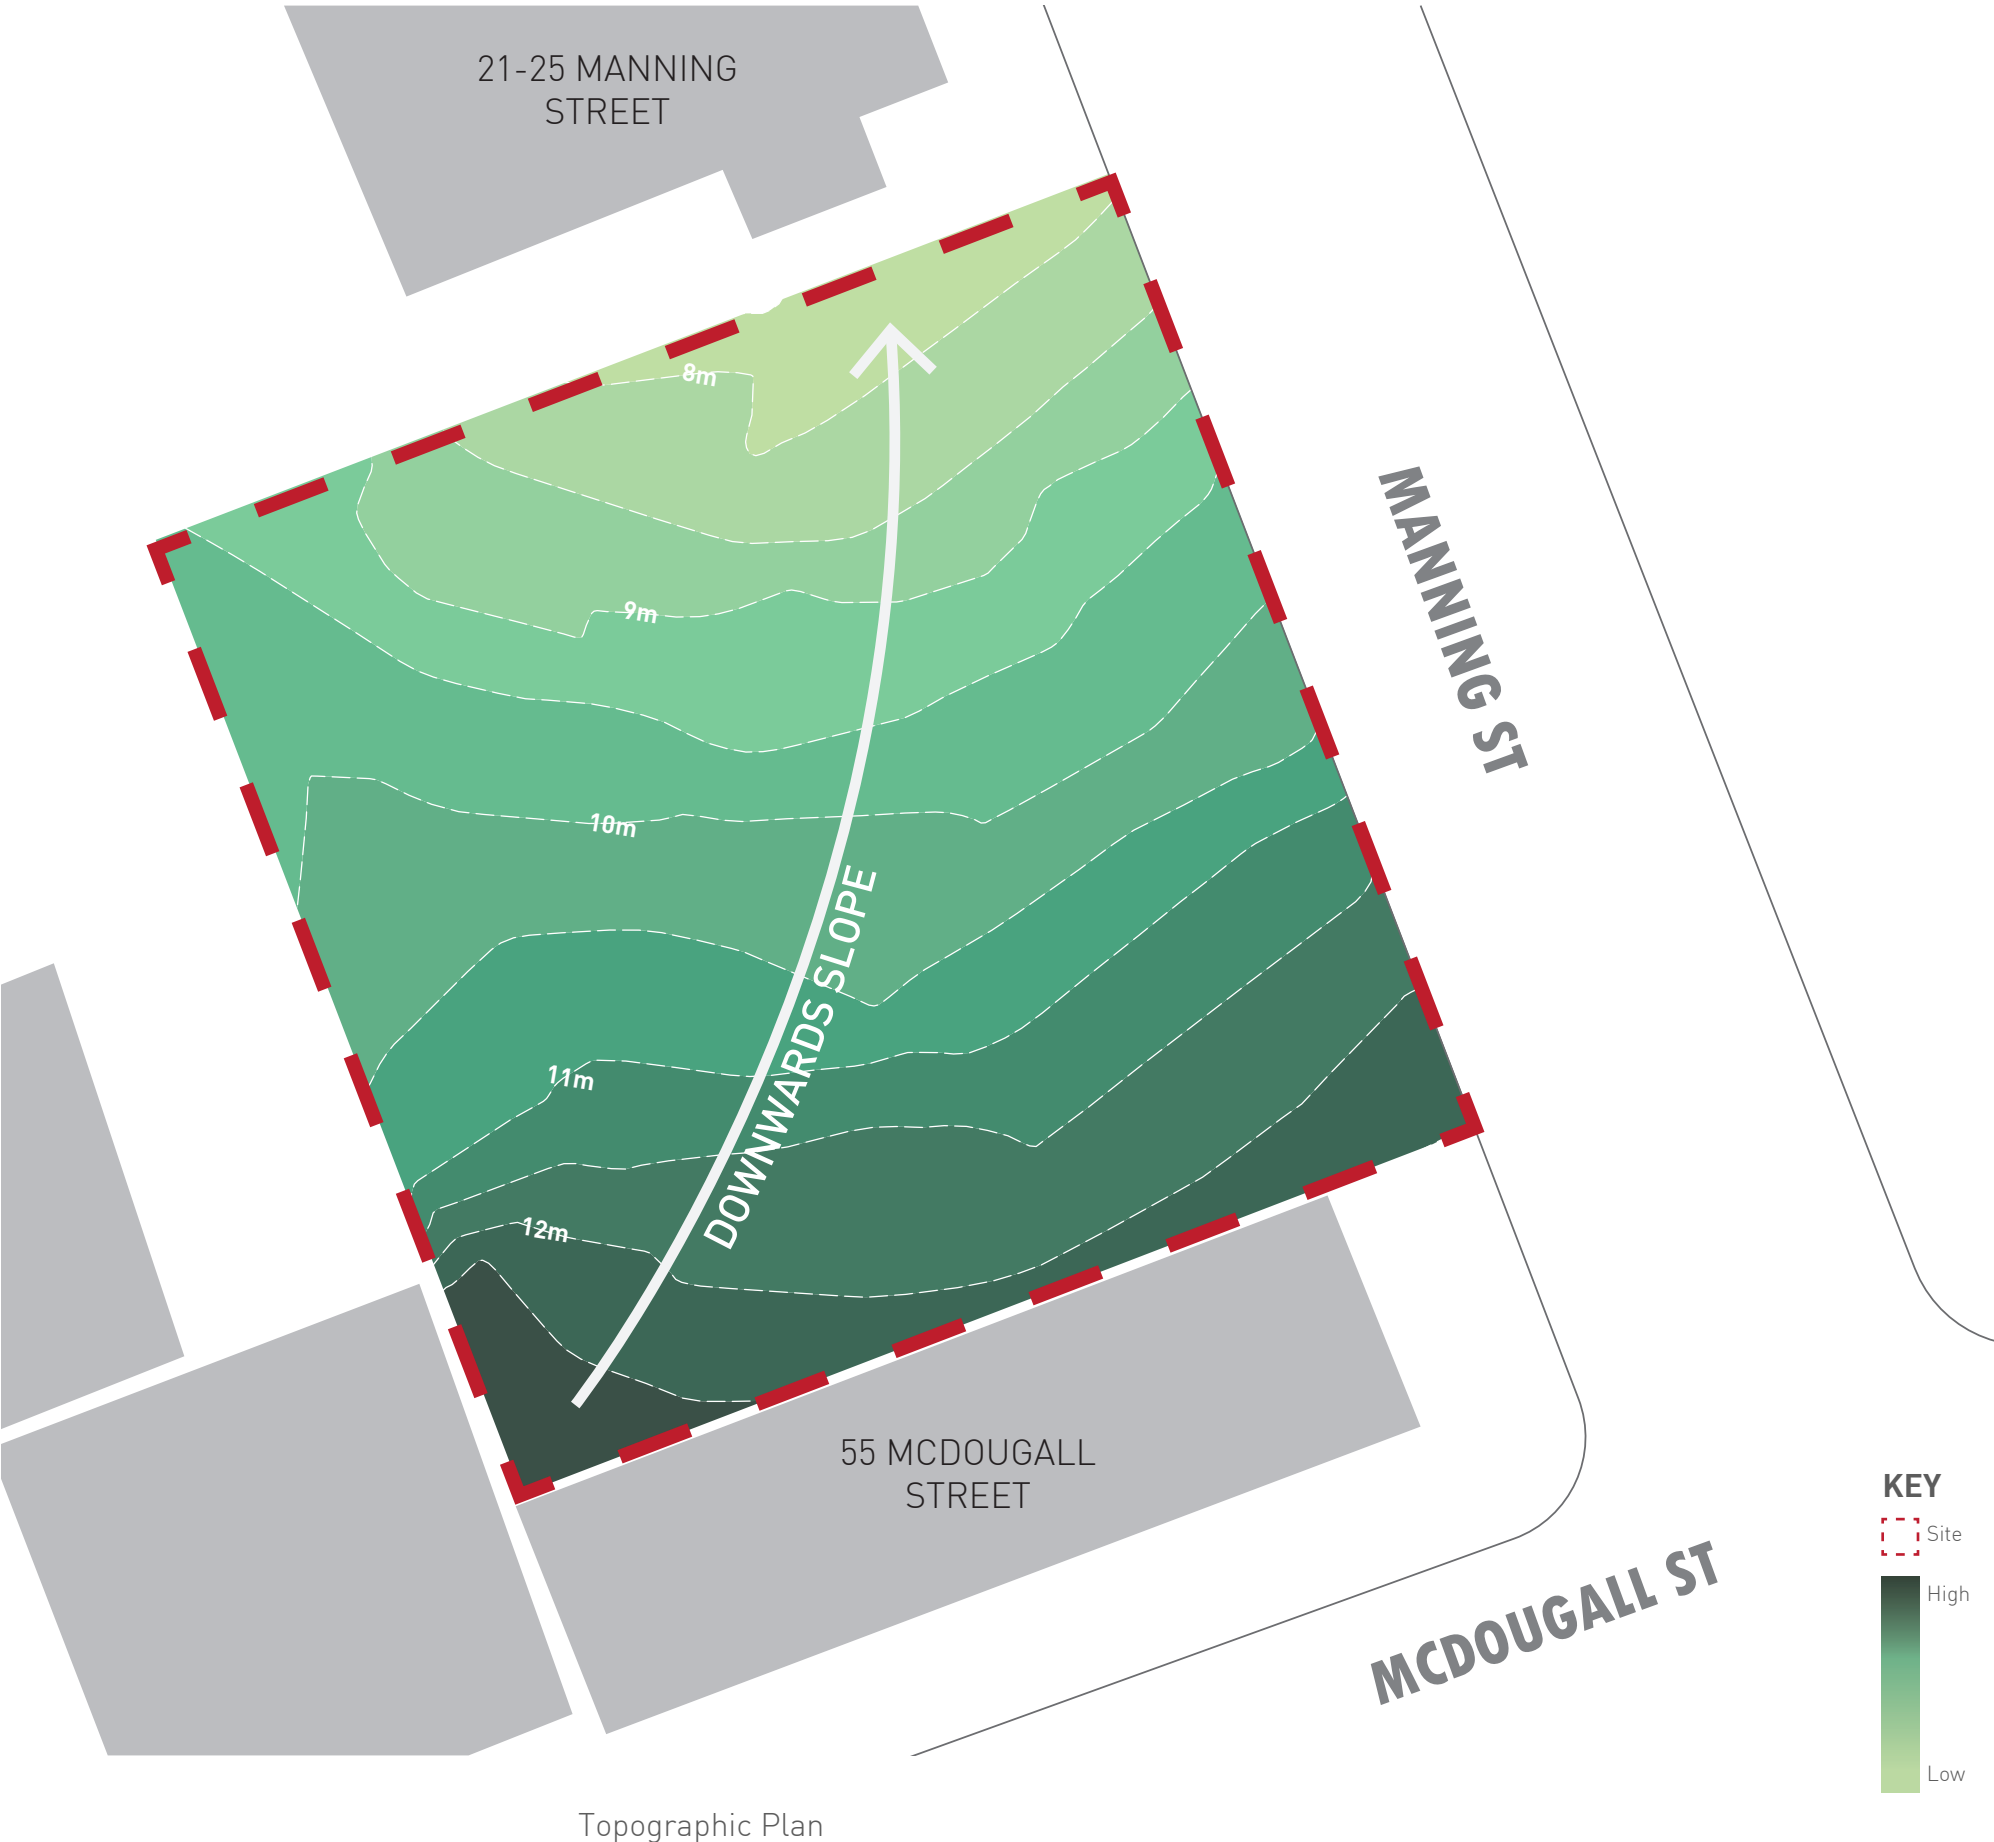 21-25 MANNING
STREET
8m
9m
MANNING ST
10m
DOWNWARDS SLOPE
11m
12m
55 MCDOUGALL
STREET
MCDOUGALL ST
KEY
Site
High
Low
Topographic Plan